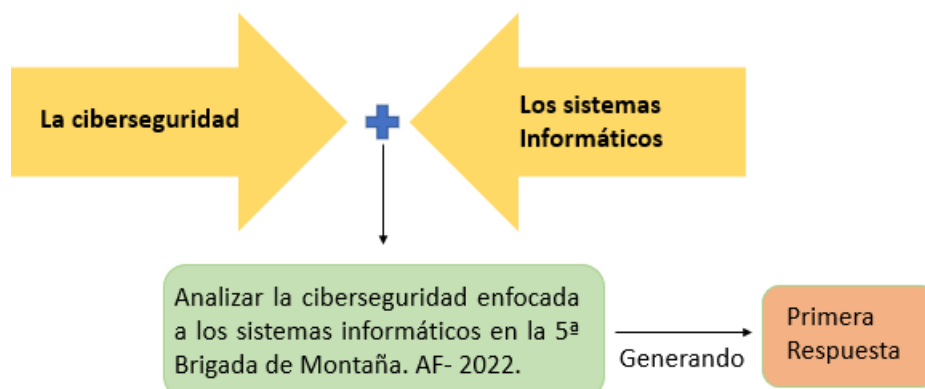 La ciberseguridad
Los sistemas
Informáticos
Analizar la ciberseguridad enfocada
a los sistemas informáticos en la 5ª
Brigada de Montaña. AF- 2022.
Generando
Primera
Respuesta